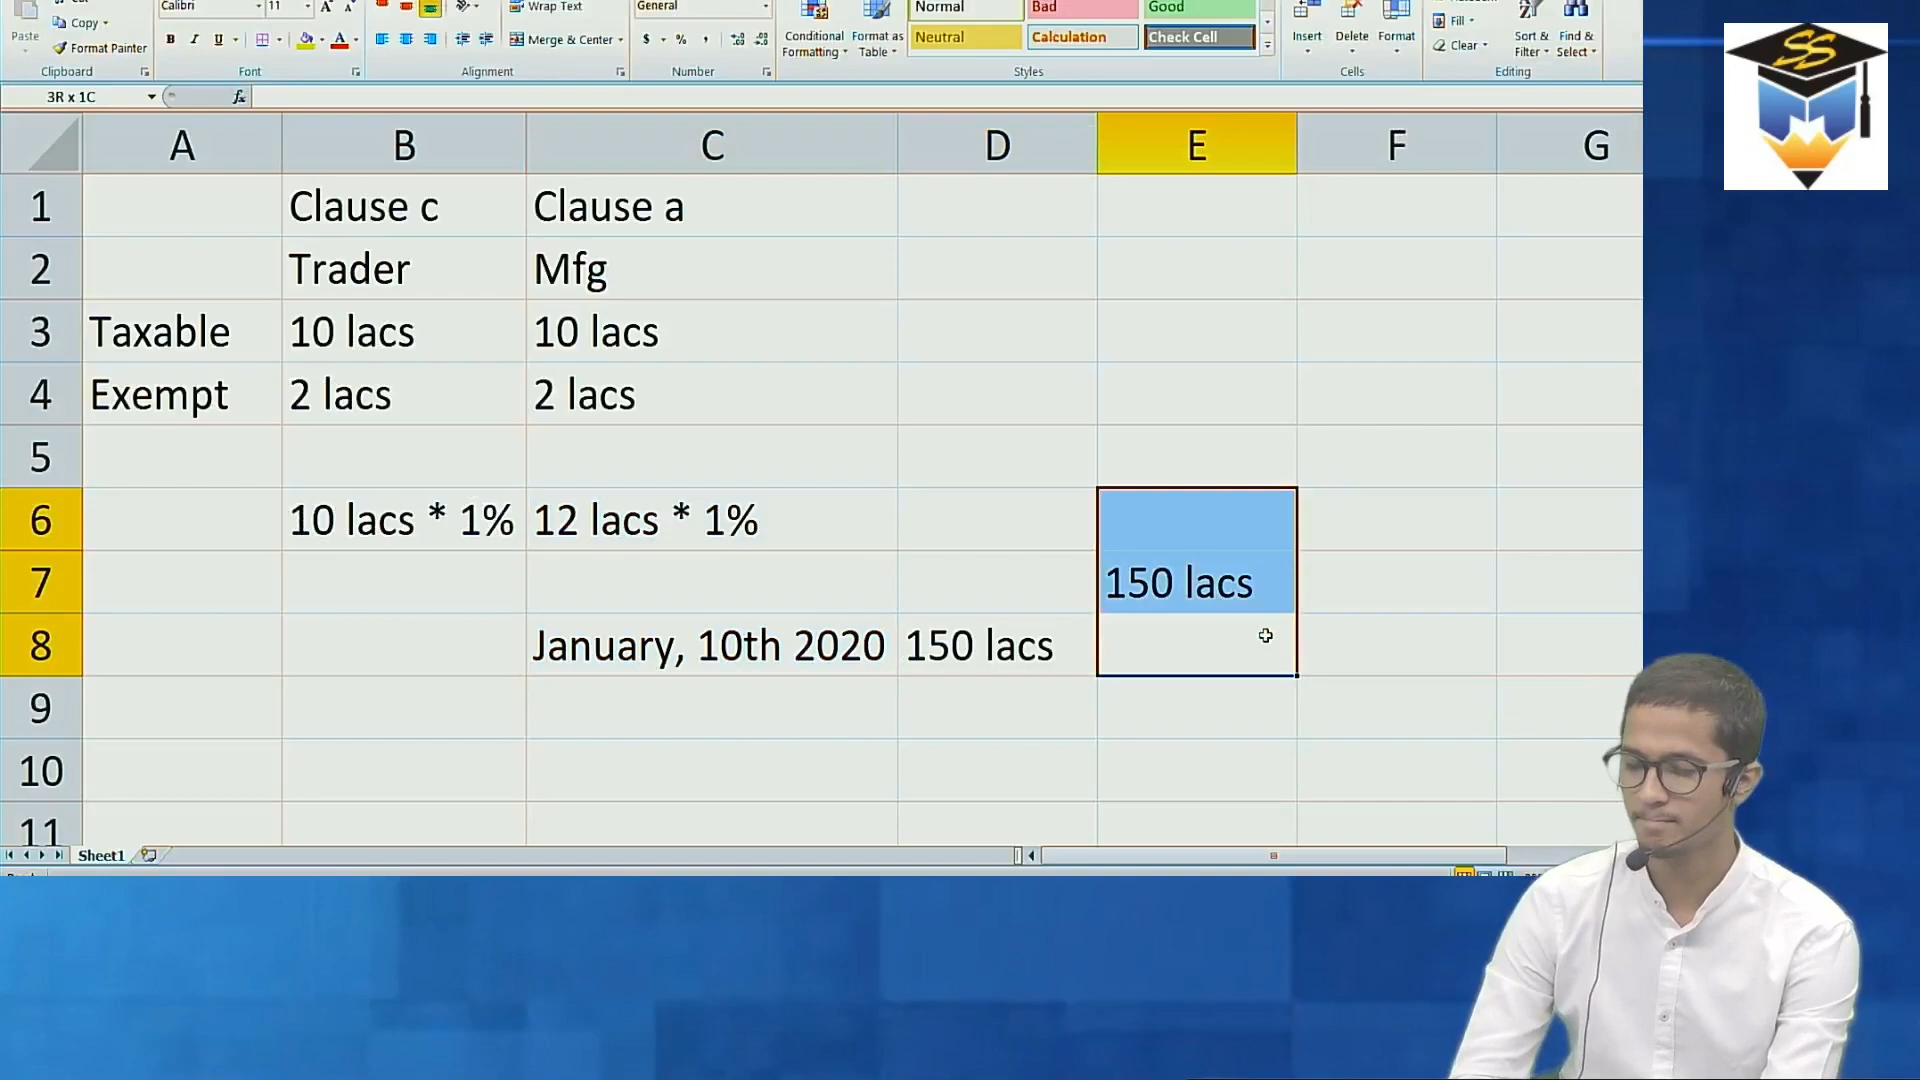 Calibri 11 Wrap Text General Normal Bad Good
Copy
Paste Format Painter B I U Merge & Center $ % , Conditional Formatting Format as Table Neutral Calculation Check Cell Insert Delete Format Fill Clear Sort & Filter Find & Select
Clipboard Font Alignment Number Styles Cells Editing
3R x 1C fx
A B C D E F G
1 Clause c Clause a
2 Trader Mfg
3 Taxable 10 lacs 10 lacs
4 Exempt 2 lacs 2 lacs
5
6 10 lacs * 1% 12 lacs * 1%
7 150 lacs
8 January, 10th 2020 150 lacs
9
10
11
Sheet1
SS